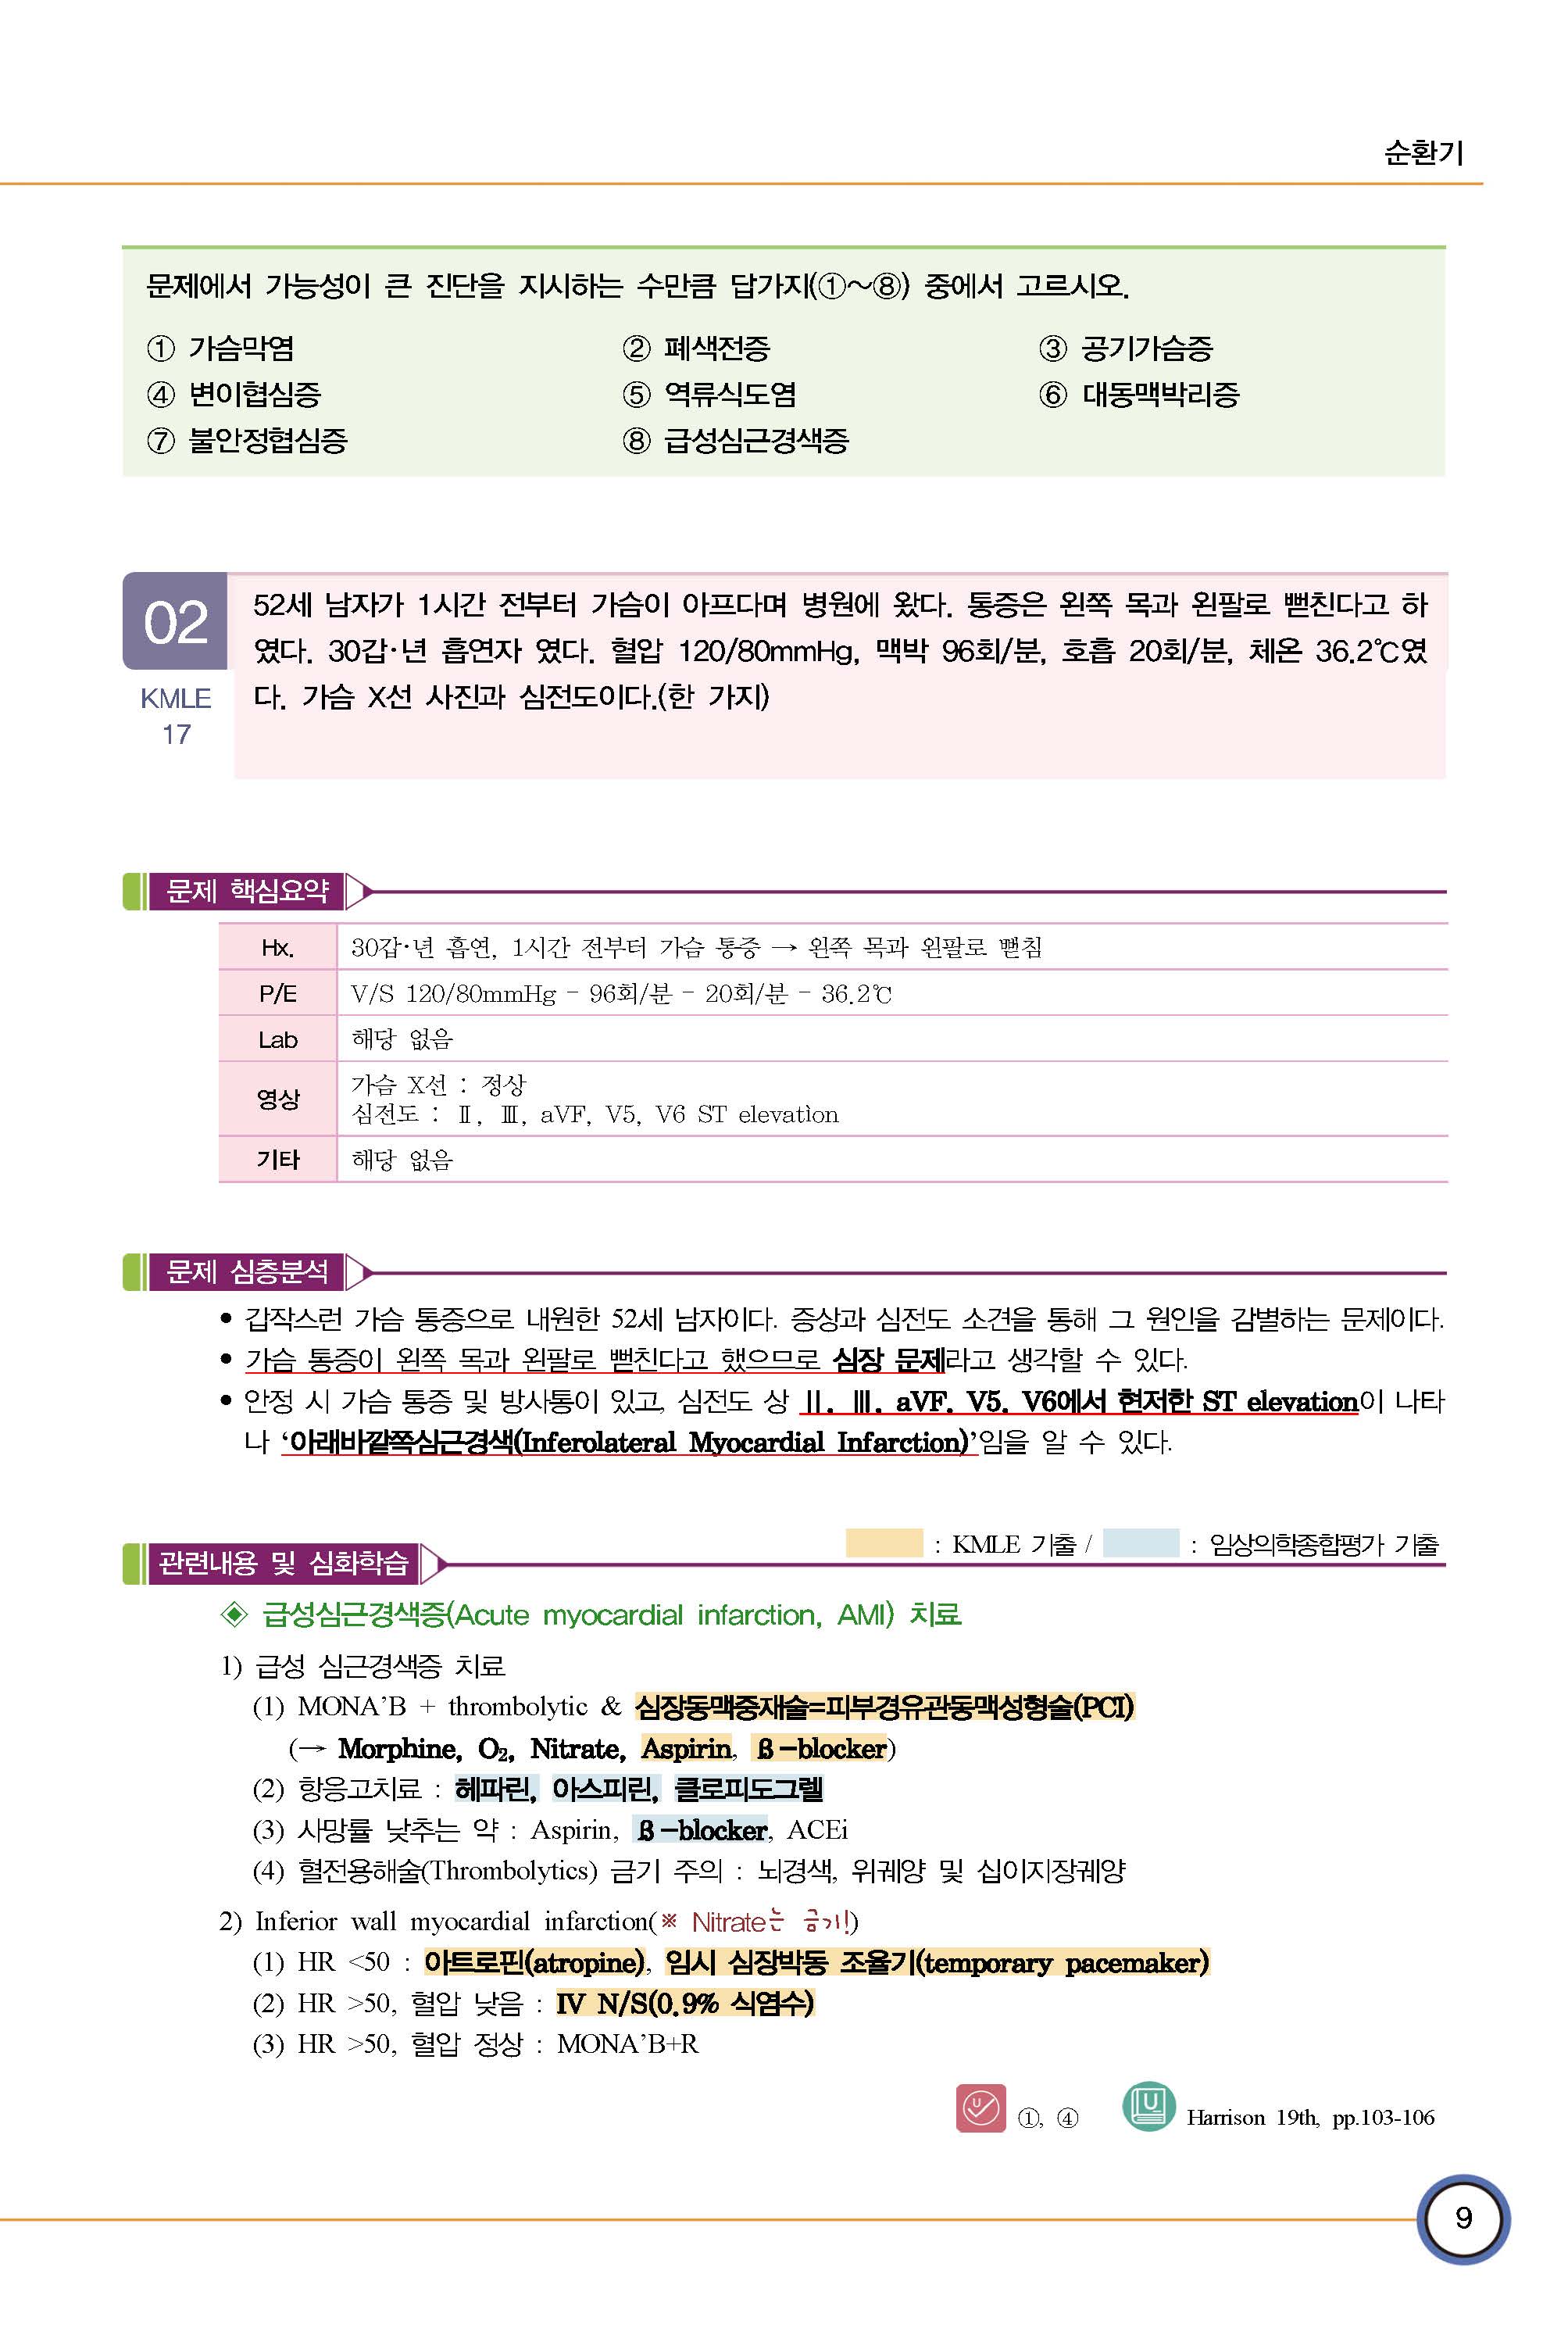 순환기
문제에서 가능성이 큰 진단을 지시하는 수만큼 답가지(①~⑧) 중에서 고르시오.
① 가슴막염 ② 폐색전증 ③ 공기가슴증
④ 변이협심증 ⑤ 역류식도염 ⑥ 대동맥박리증
⑦ 불안정협심증 ⑧ 급성심근경색증
02
KMLE
17
52세 남자가 1시간 전부터 가슴이 아프다며 병원에 왔다. 통증은 왼쪽 목과 왼팔로 뻗친다고 하
였다. 30갑·년 흡연자 였다. 혈압 120/80mmHg, 맥박 96회/분, 호흡 20회/분, 체온 36.2℃였
다. 가슴 X선 사진과 심전도이다.(한 가지)
문제 핵심요약
Hx. 30갑·년 흡연, 1시간 전부터 가슴 통증 → 왼쪽 목과 왼팔로 뻗침
P/E V/S 120/80mmHg - 96회/분 - 20회/분 - 36.2℃
Lab 해당 없음
영상 가슴 X선 : 정상
심전도 : Ⅱ, Ⅲ, aVF, V5, V6 ST elevation
기타 해당 없음
문제 심층분석
• 갑작스런 가슴 통증으로 내원한 52세 남자이다. 증상과 심전도 소견을 통해 그 원인을 감별하는 문제이다.
• 가슴 통증이 왼쪽 목과 왼팔로 뻗친다고 했으므로 심장 문제라고 생각할 수 있다.
• 안정 시 가슴 통증 및 방사통이 있고, 심전도 상 Ⅱ, Ⅲ, aVF, V5, V6에서 현저한 ST elevation이 나타
나 ‘아래바깥쪽심근경색(Inferolateral Myocardial Infarction)’임을 알 수 있다.
: KMLE 기출 / : 임상의학종합평가 기출
관련내용 및 심화학습
◈ 급성심근경색증(Acute myocardial infarction, AMI) 치료
1) 급성 심근경색증 치료
(1) MONA’B + thrombolytic & 심장동맥중재술=피부경유관동맥성형술(PCI)
(→ Morphine, O₂, Nitrate, Aspirin, β-blocker)
(2) 항응고치료 : 헤파린, 아스피린, 클로피도그렐
(3) 사망률 낮추는 약 : Aspirin, β-blocker, ACEi
(4) 혈전용해술(Thrombolytics) 금기 주의 : 뇌경색, 위궤양 및 십이지장궤양
2) Inferior wall myocardial infarction(※ Nitrate는 금기!)
(1) HR <50 : 아트로핀(atropine), 임시 심장박동 조율기(temporary pacemaker)
(2) HR >50, 혈압 낮음 : IV N/S(0.9% 식염수)
(3) HR >50, 혈압 정상 : MONA’B+R
U ①, ④ U Harrison 19th, pp.103-106
9